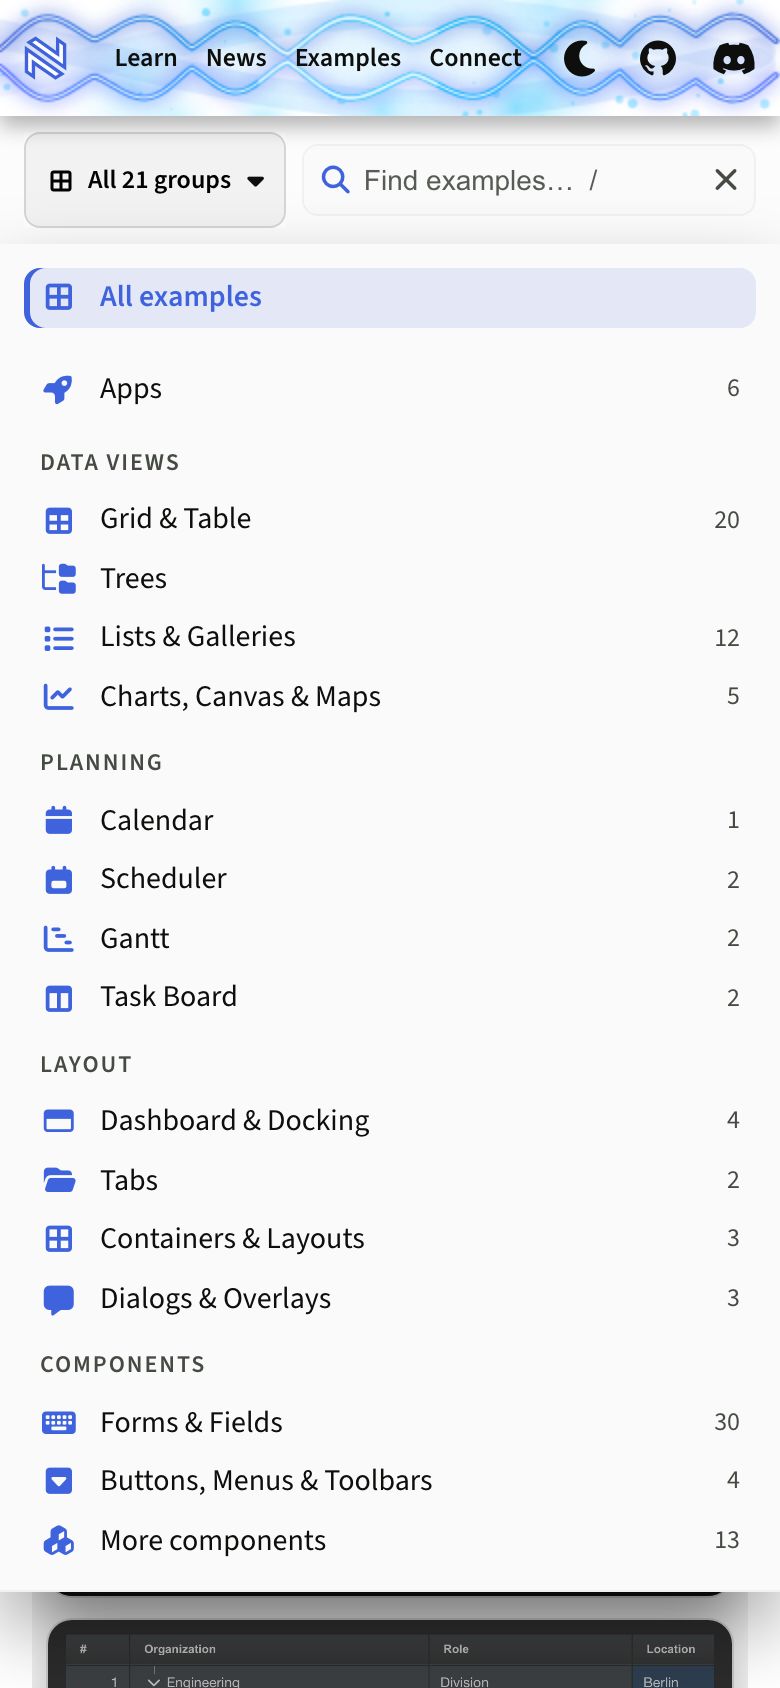 Learn News Examples Connect
All 21 groups
Find examples… /
All examples
Apps 6
DATA VIEWS
Grid & Table 20
Trees
Lists & Galleries 12
Charts, Canvas & Maps 5
PLANNING
Calendar 1
Scheduler 2
Gantt 2
Task Board 2
LAYOUT
Dashboard & Docking 4
Tabs 2
Containers & Layouts 3
Dialogs & Overlays 3
COMPONENTS
Forms & Fields 30
Buttons, Menus & Toolbars 4
More components 13
# Organization Role Location
1 Engineering Division Berlin